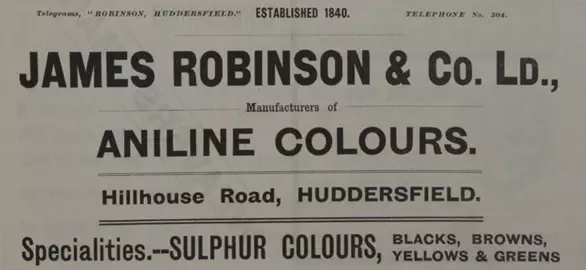 Telegrams, "ROBINSON, HUDDERSFIELD." ESTABLISHED 1840. TELEPHONE No. 304.
JAMES ROBINSON & Co. LD.,
Manufacturers of
ANILINE COLOURS.
Hillhouse Road, HUDDERSFIELD.
Specialities.--SULPHUR COLOURS, BLACKS, BROWNS,
YELLOWS & GREENS